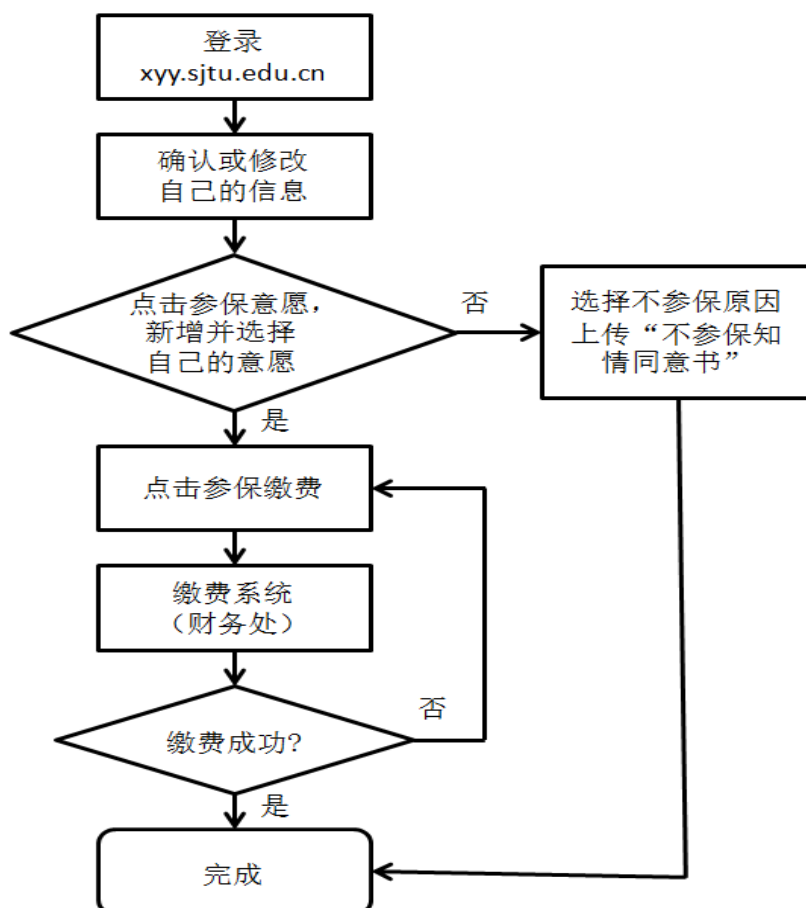 登录
xyy.sjtu.edu.cn
确认或修改
自己的信息
点击参保意愿，
新增并选择
自己的意愿
否
选择不参保原因
上传“不参保知
情同意书”
是
点击参保缴费
缴费系统
（财务处）
否
缴费成功?
是
完成